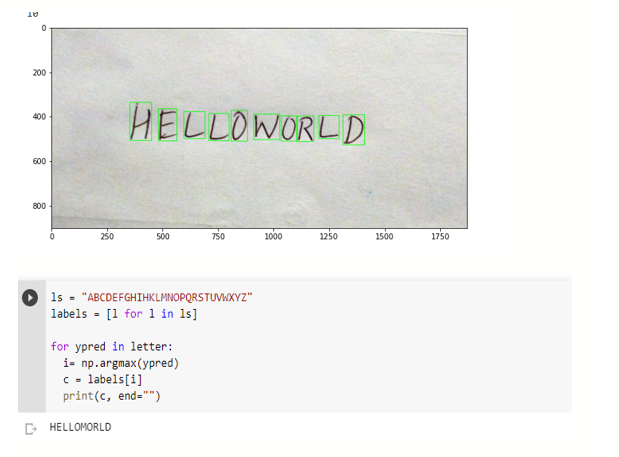 10
0
200
400
600
800
HELLOWORLD
0 250 500 750 1000 1250 1500 1750
ls = "ABCDEFGHIHKLMNOPQRSTUVWXYZ"
labels = [l for l in ls]
for ypred in letter:
i= np.argmax(ypred)
c = labels[i]
print(c, end="")
HELLOMORLD